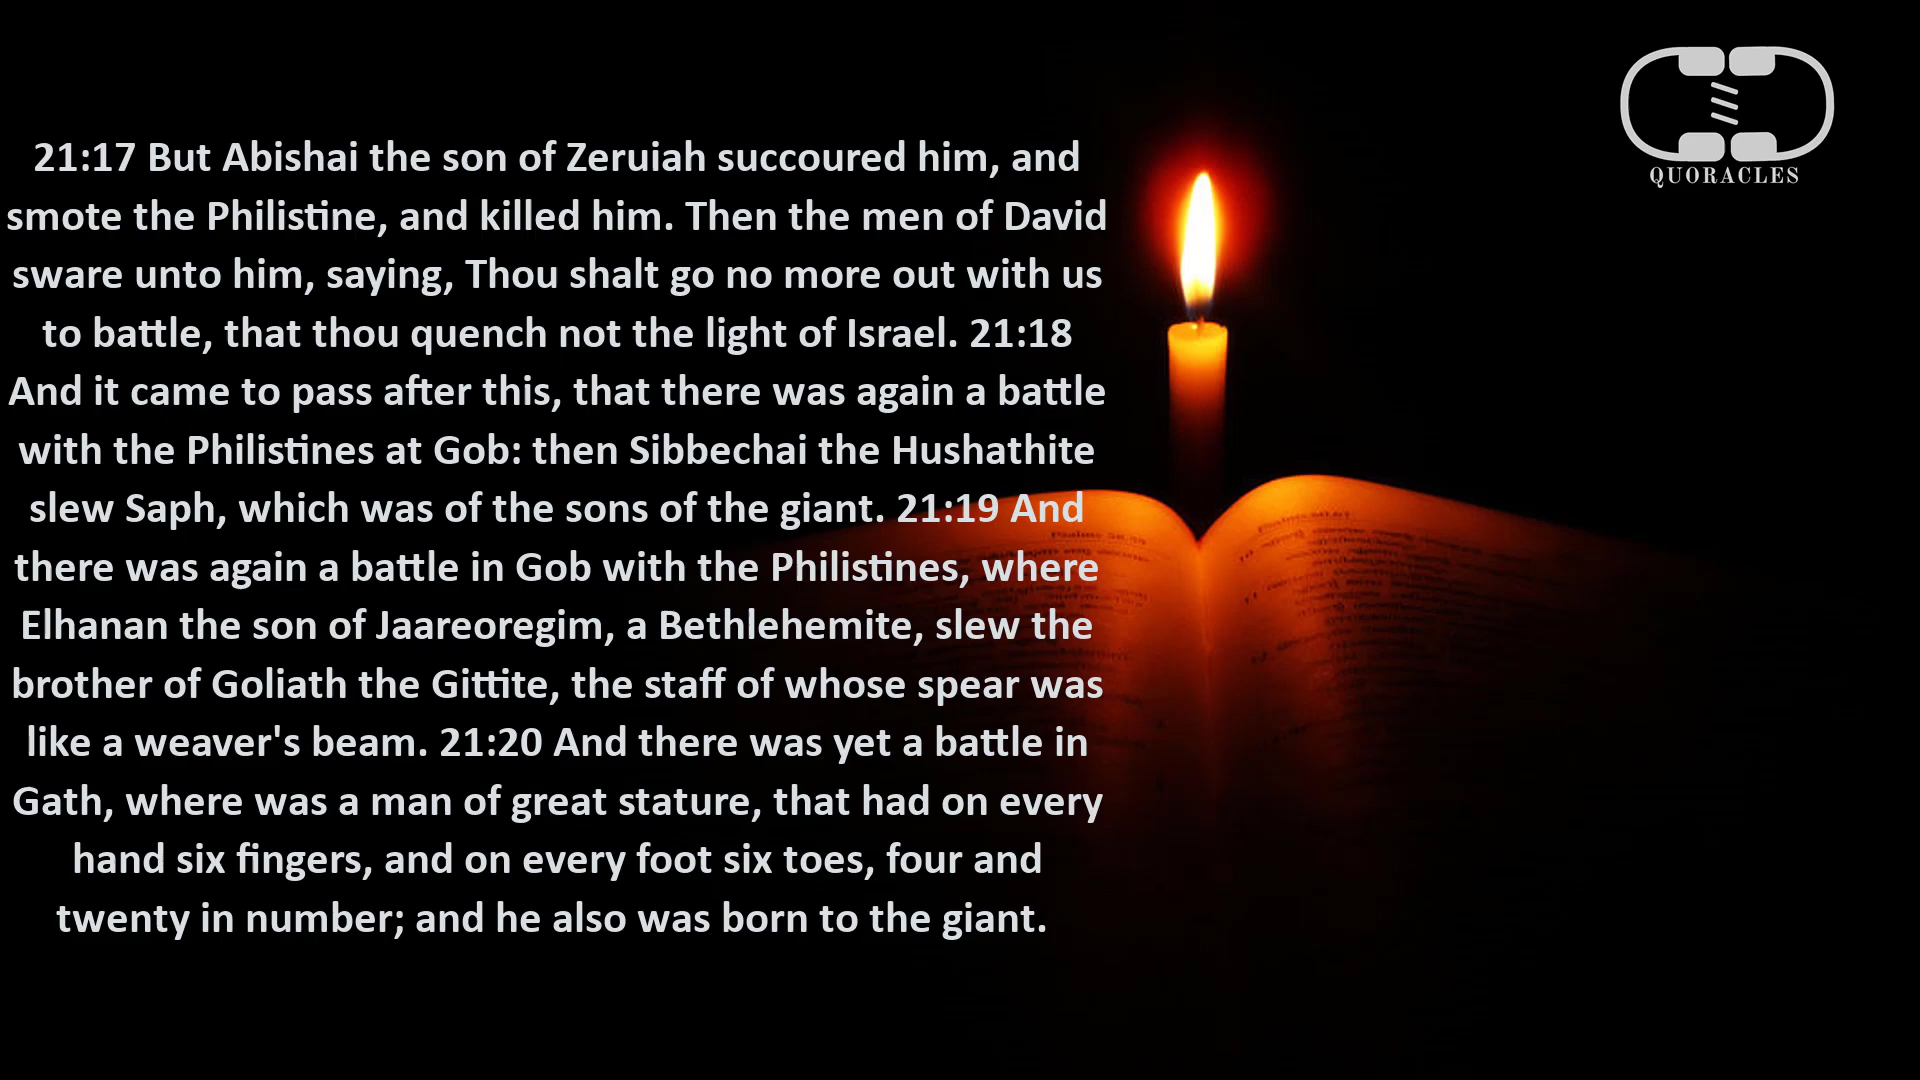 21:17 But Abishai the son of Zeruiah succoured him, and
smote the Philistine, and killed him. Then the men of David
sware unto him, saying, Thou shalt go no more out with us
to battle, that thou quench not the light of Israel. 21:18
And it came to pass after this, that there was again a battle
with the Philistines at Gob: then Sibbechai the Hushathite
slew Saph, which was of the sons of the giant. 21:19 And
there was again a battle in Gob with the Philistines, where
Elhanan the son of Jaareoregim, a Bethlehemite, slew the
brother of Goliath the Gittite, the staff of whose spear was
like a weaver's beam. 21:20 And there was yet a battle in
Gath, where was a man of great stature, that had on every
hand six fingers, and on every foot six toes, four and
twenty in number; and he also was born to the giant.
QUORACLES